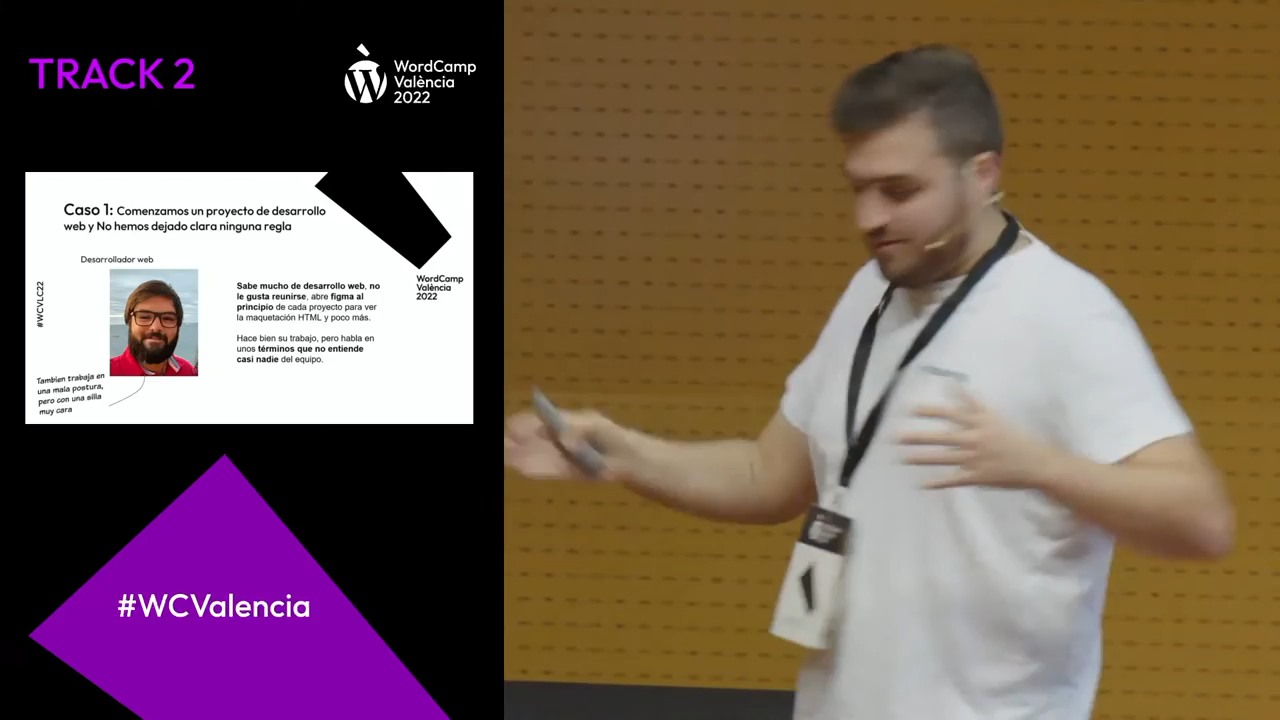 TRACK 2
WordCamp
València
2022
Caso 1: Comenzamos un proyecto de desarrollo
web y No hemos dejado clara ninguna regla
Desarrollador web
#WCVLC22
Sabe mucho de desarrollo web, no
le gusta reunirse, abre figma al
principio de cada proyecto para ver
la maquetación HTML y poco más.
Hace bien su trabajo, pero habla en
unos términos que no entiende
casi nadie del equipo.
WordCamp
València
2022
Tambien trabaja en
una mala postura,
pero con una silla
muy cara
#WCValencia